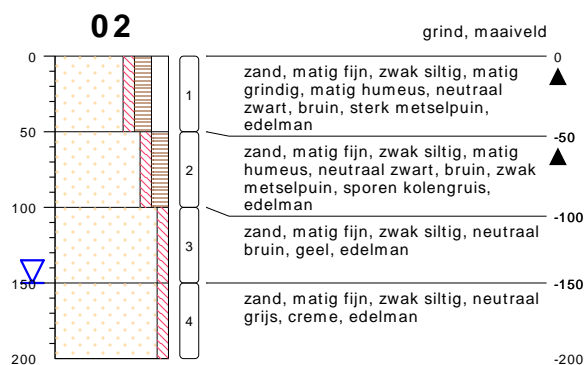 02
grind, maaiveld
0
0
zand, matig fijn, zwak siltig, matig
grindig, matig humeus, neutraal
zwart, bruin, sterk metselpuin,
edelman
1
50
-50
zand, matig fijn, zwak siltig, matig
humeus, neutraal zwart, bruin, zwak
metselpuin, sporen kolengruis,
edelman
2
100
-100
zand, matig fijn, zwak siltig, neutraal
bruin, geel, edelman
3
150
-150
zand, matig fijn, zwak siltig, neutraal
grijs, creme, edelman
4
200
-200